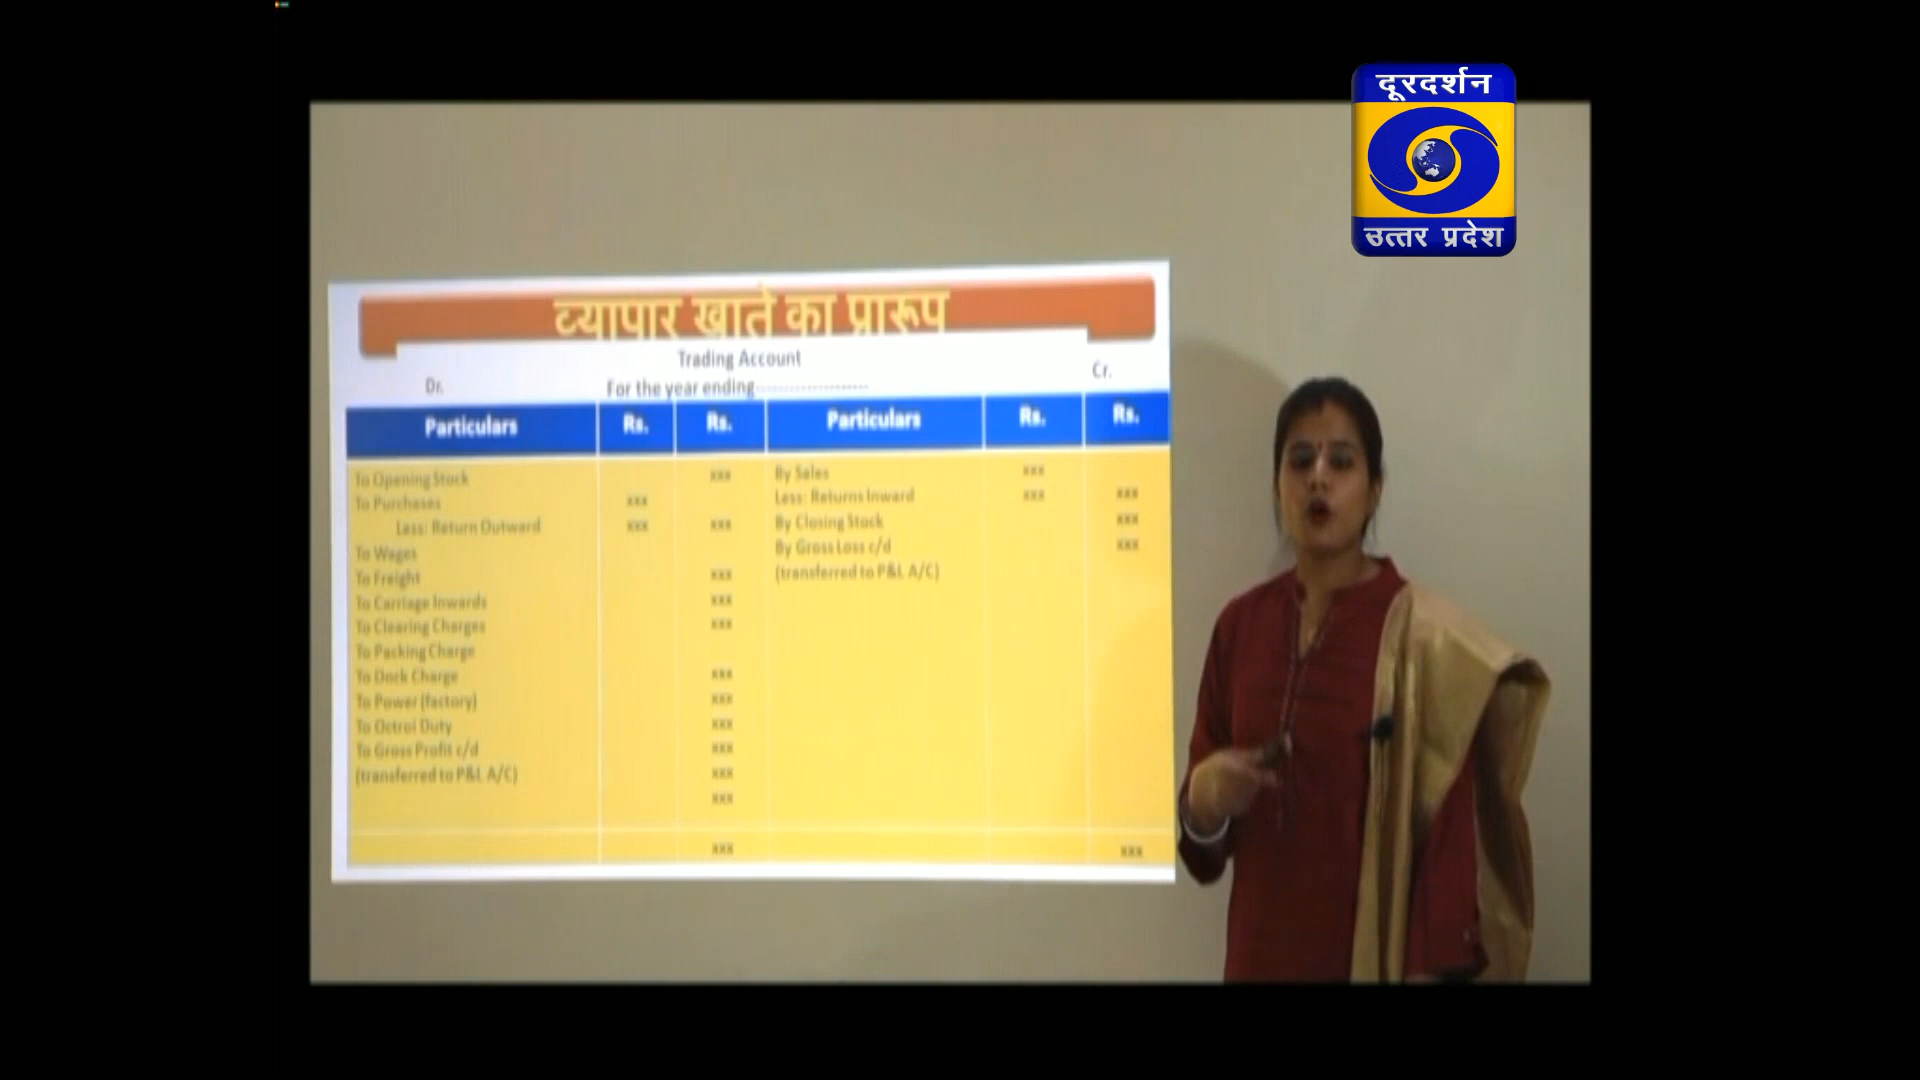 दूरदर्शन
उत्तर प्रदेश
व्यापार खाते का प्रारूप
Trading Account
Dr. For the year ending------------------- Cr.
Particulars Rs. Rs. Particulars Rs. Rs.
To Opening Stock xxx By Sales xxx
To Purchases xxx Less: Returns Inward xxx xxx
Less: Return Outward xxx xxx By Closing Stock xxx
To Wages By Gross Loss c/d xxx
To Freight xxx (transferred to P&L A/C)
To Carriage Inwards xxx
To Clearing Charges xxx
To Packing Charge
To Dock Charge xxx
To Power (factory) xxx
To Octroi Duty xxx
To Gross Profit c/d xxx
(transferred to P&L A/C) xxx
xxx
xxx xxx